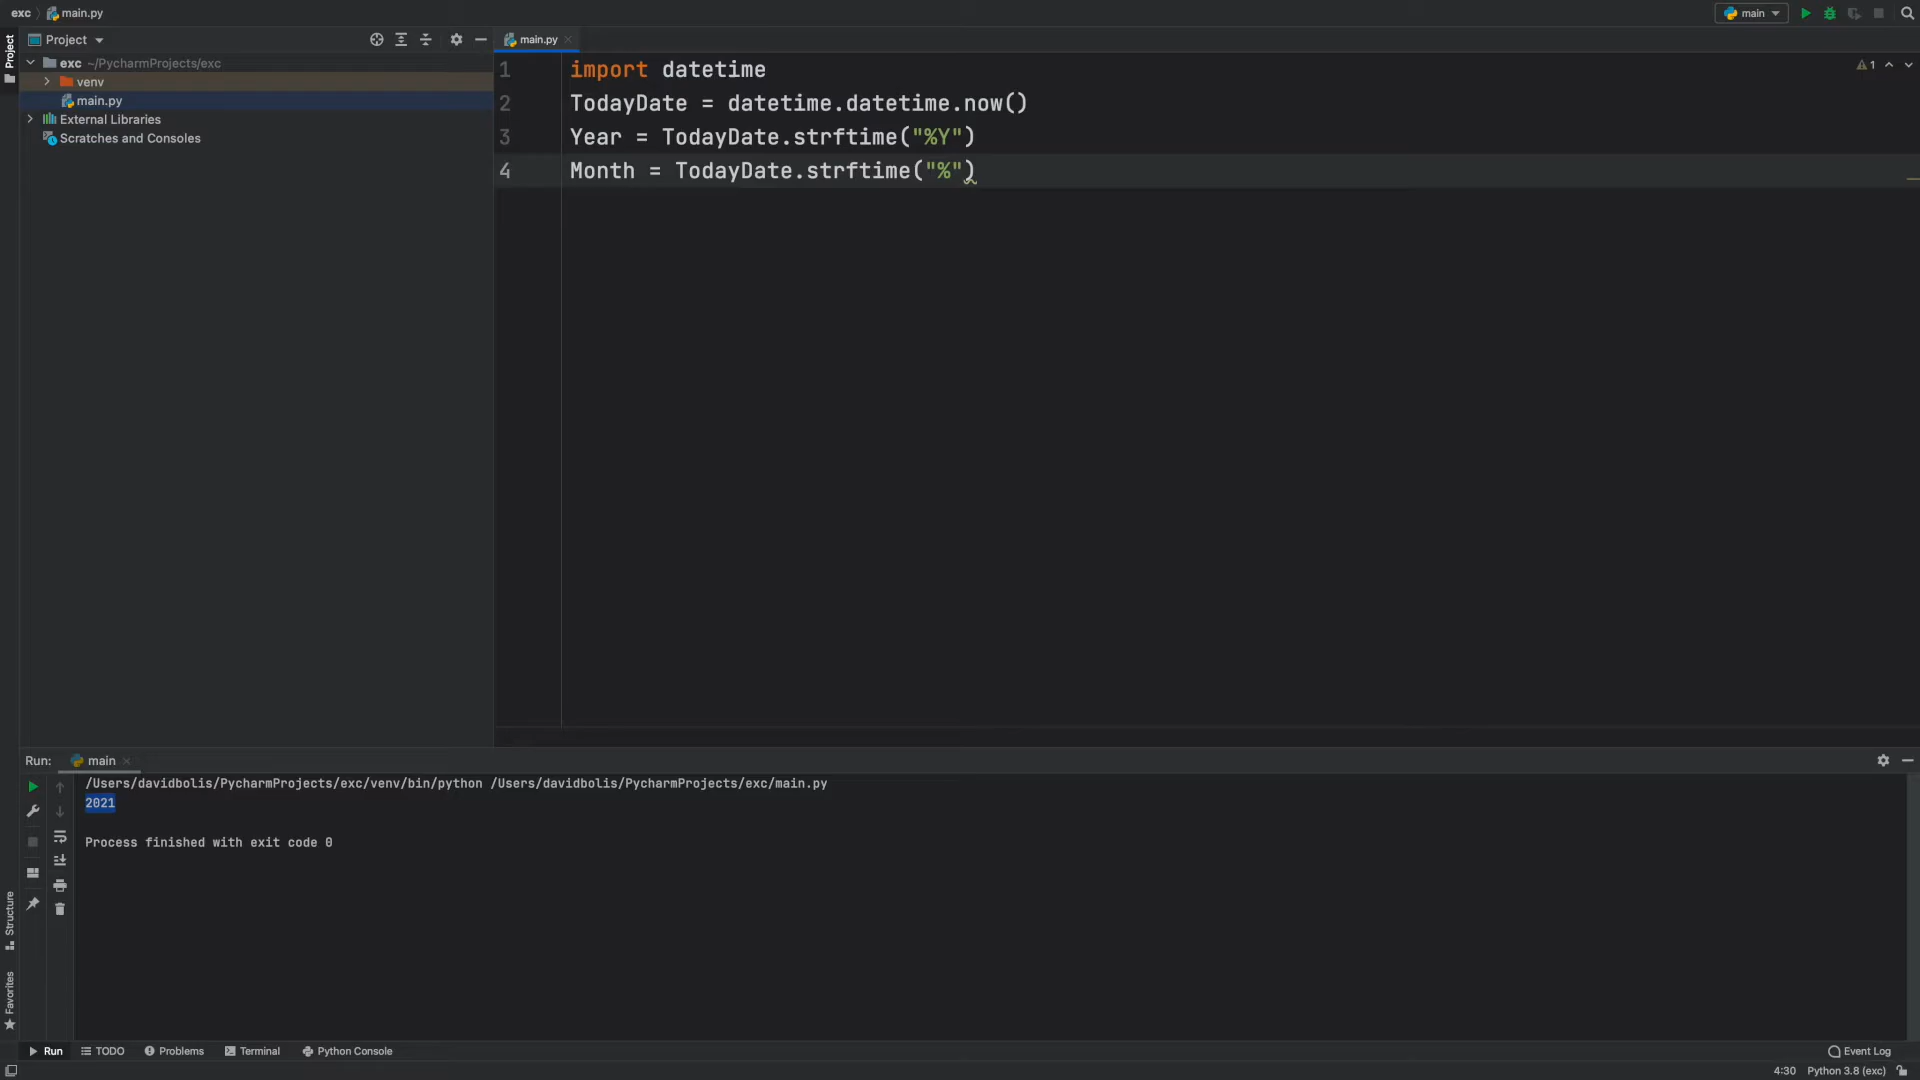 exc main.py
main
Project
main.py
exc ~/PycharmProjects/exc
venv
main.py
External Libraries
Scratches and Consoles
1 import datetime
2 TodayDate = datetime.datetime.now()
3 Year = TodayDate.strftime("%Y")
4 Month = TodayDate.strftime("%")
1
Project
Structure
Favorites
Run: main
/Users/davidbolis/PycharmProjects/exc/venv/bin/python /Users/davidbolis/PycharmProjects/exc/main.py
2021
Process finished with exit code 0
Run TODO Problems Terminal Python Console Event Log
4:30 Python 3.8 (exc)